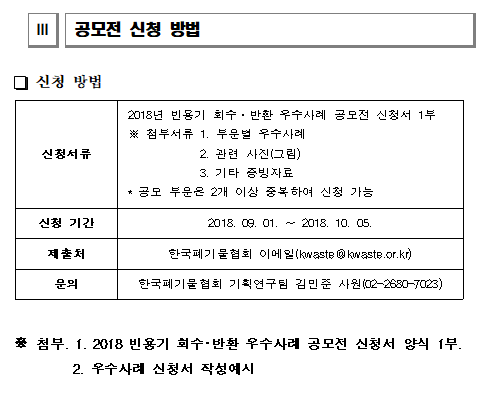 Ⅲ 공모전 신청 방법
❏ 신청 방법
신청서류
2018년 빈용기 회수·반환 우수사례 공모전 신청서 1부
※ 첨부서류 1. 부문별 우수사례
2. 관련 사진(그림)
3. 기타 증빙자료
* 공모 부문은 2개 이상 중복하여 신청 가능
신청 기간 2018. 09. 01. ~ 2018. 10. 05.
제출처 한국폐기물협회 이메일(kwaste@kwaste.or.kr)
문의 한국폐기물협회 기획연구팀 김민준 사원(02-2680-7023)
※ 첨부. 1. 2018 빈용기 회수·반환 우수사례 공모전 신청서 양식 1부.
2. 우수사례 신청서 작성예시